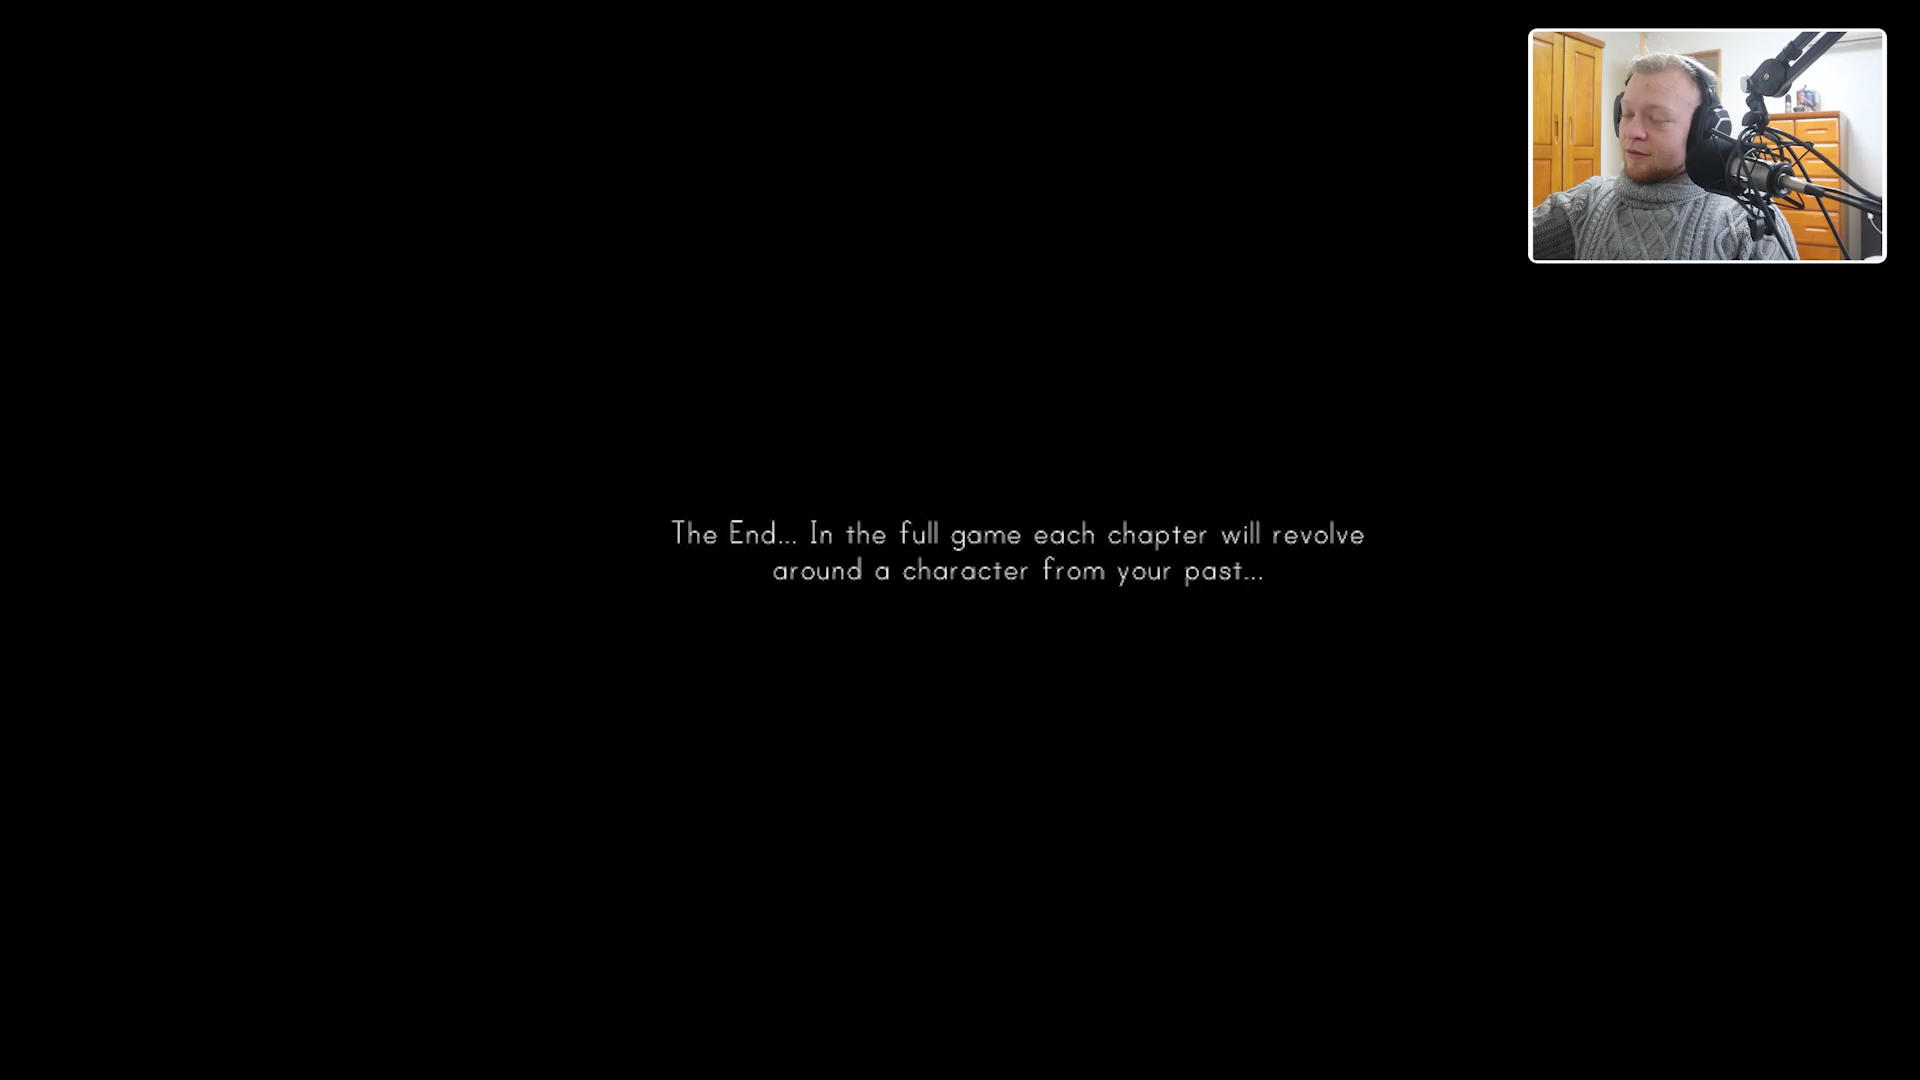 The End... In the full game each chapter will revolve
around a character from your past...